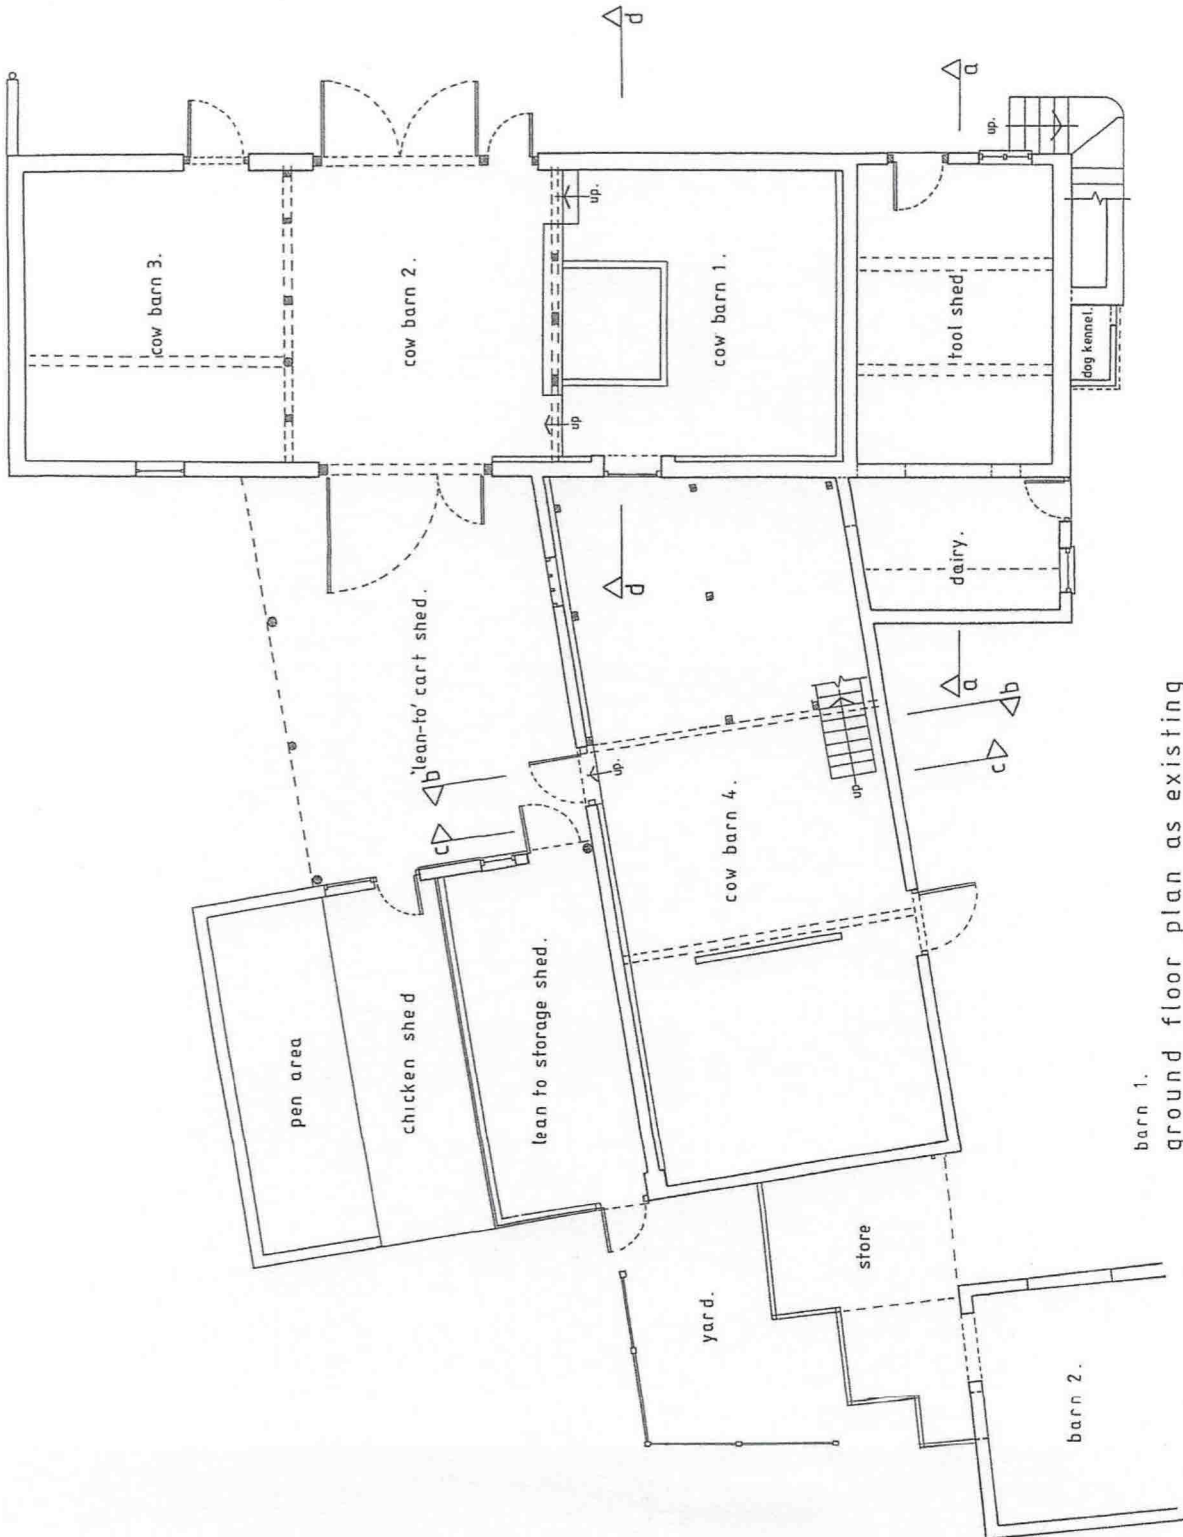 d
a
up.
cow barn 3.
cow barn 2.
up.
cow barn 1.
tool shed
dog kennel.
up
'lean-to' cart shed.
d
dairy.
a
b
c
b
c
up.
up
cow barn 4.
pen area
chicken shed
lean to storage shed.
store
yard.
barn 2.
barn 1.
ground floor plan as existing